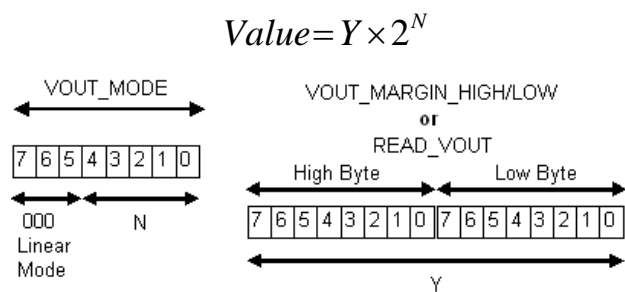 Value=Y×2^N
VOUT_MODE
7 6 5 4 3 2 1 0
000
Linear
Mode
N
VOUT_MARGIN_HIGH/LOW
or
READ_VOUT
High Byte Low Byte
7 6 5 4 3 2 1 0 7 6 5 4 3 2 1 0
Y